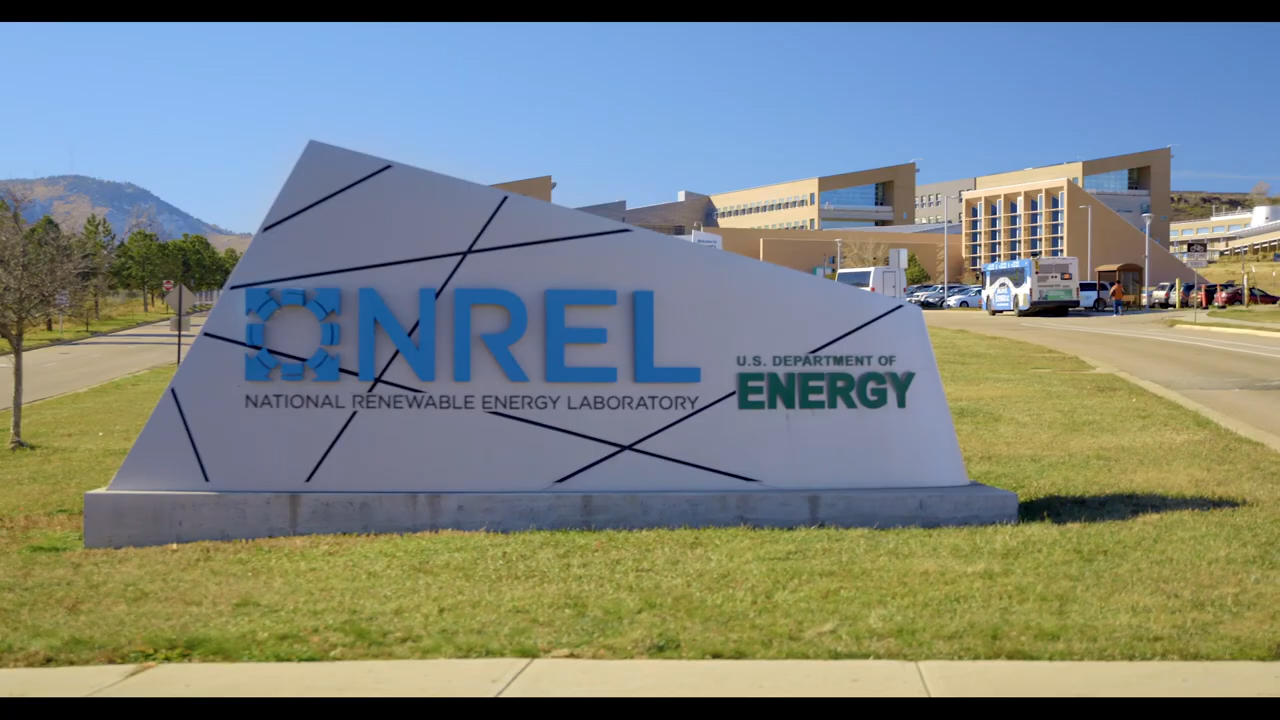 NREL
NATIONAL RENEWABLE ENERGY LABORATORY
U.S. DEPARTMENT OF
ENERGY